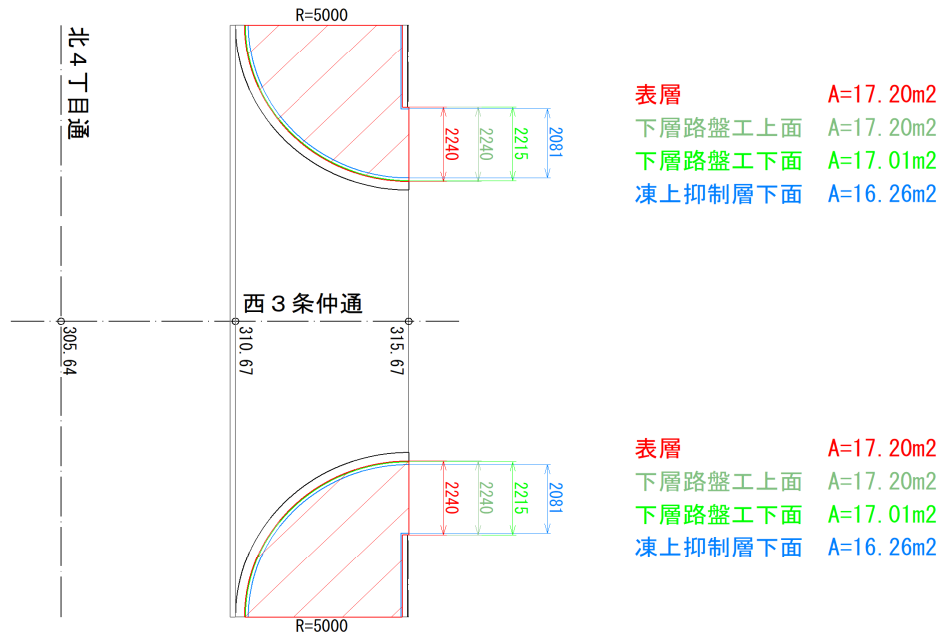 R=5000
北４丁目通
2240
2240
2215
2081
表層 A=17.20m2
下層路盤工上面 A=17.20m2
下層路盤工下面 A=17.01m2
凍上抑制層下面 A=16.26m2
西３条仲通
305.64
310.67
315.67
2240
2240
2215
2081
表層 A=17.20m2
下層路盤工上面 A=17.20m2
下層路盤工下面 A=17.01m2
凍上抑制層下面 A=16.26m2
R=5000